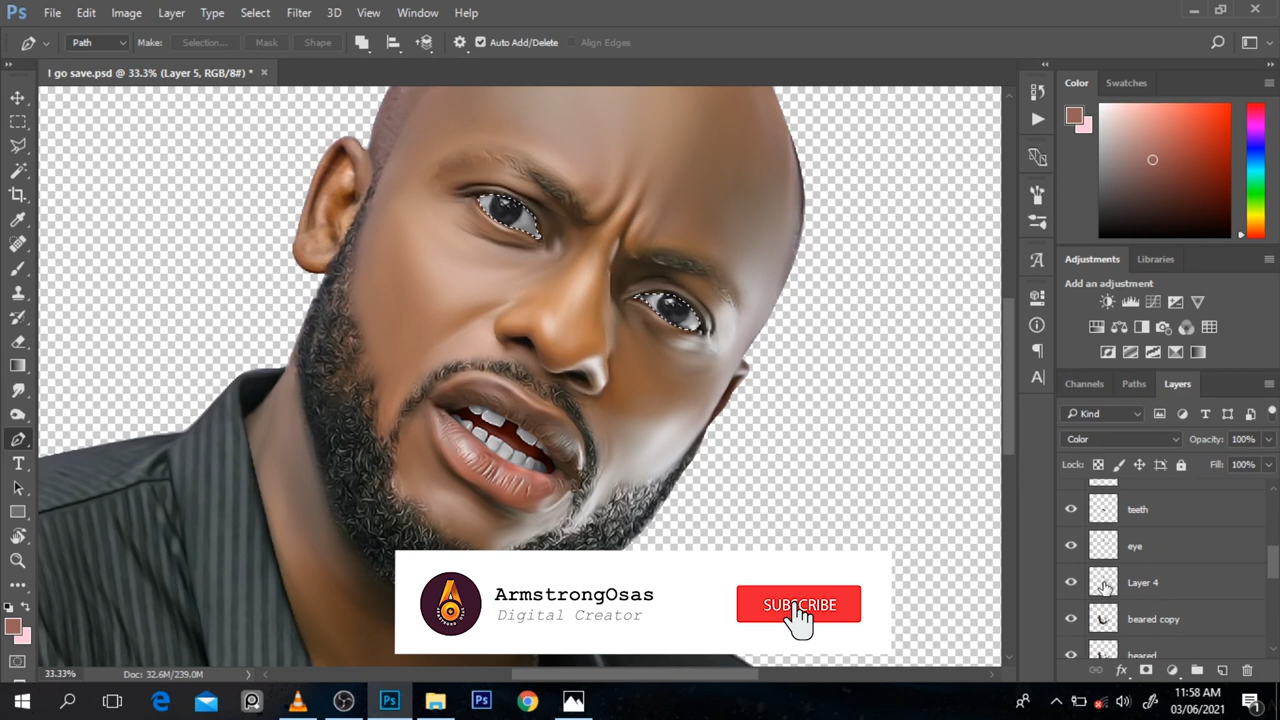 Ps File Edit Image Layer Type Select Filter 3D View Window Help
Path Make: Selection... Mask Shape Auto Add/Delete Align Edges
I go save.psd @ 33.3% (Layer 5, RGB/8#) * ×
Color Swatches
Adjustments Libraries
Add an adjustment
Channels Paths Layers
Kind
Color Opacity: 100%
Lock: Fill: 100%
teeth
eye
Layer 4
beared copy
beared
ArmstrongOsas
Digital Creator
SUBSCRIBE
33.33% Doc: 32.6M/239.0M
11:58 AM
03/06/2021